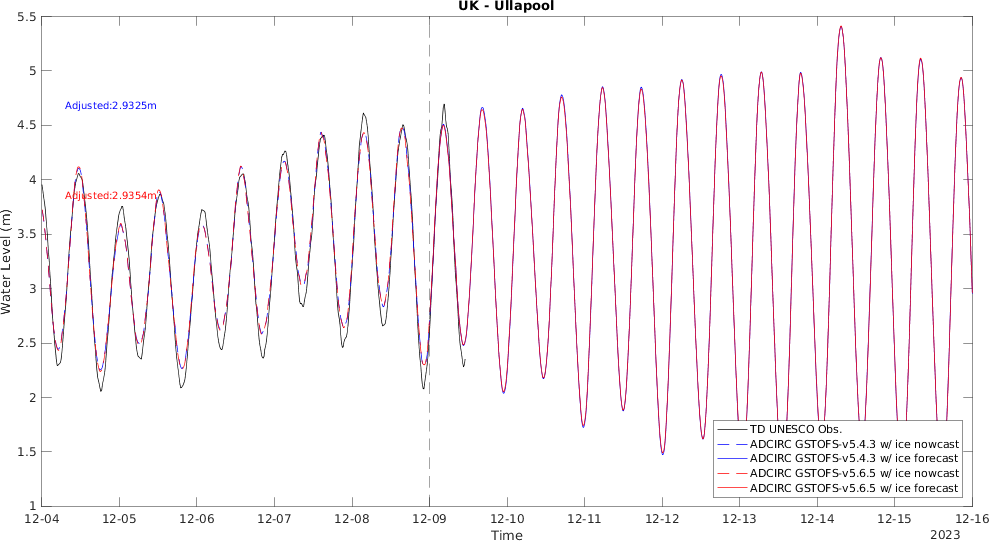 UK - Ullapool
5.5
5
4.5
4
3.5
3
2.5
2
1.5
1
Water Level (m)
Adjusted:2.9325m
Adjusted:2.9354m
TD UNESCO Obs.
ADCIRC GSTOFS-v5.4.3 w/ ice nowcast
ADCIRC GSTOFS-v5.4.3 w/ ice forecast
ADCIRC GSTOFS-v5.6.5 w/ ice nowcast
ADCIRC GSTOFS-v5.6.5 w/ ice forecast
12-04 12-05 12-06 12-07 12-08 12-09 12-10 12-11 12-12 12-13 12-14 12-15 12-16
Time
2023